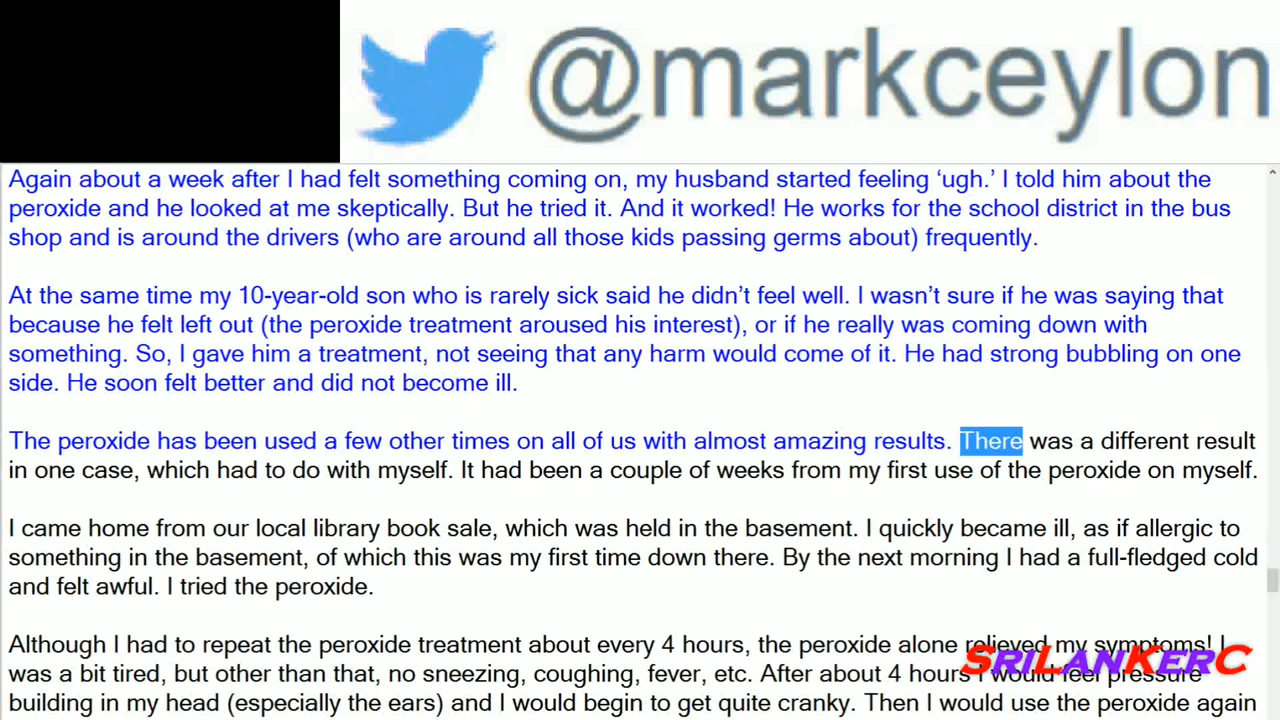 @markceylon
Again about a week after I had felt something coming on, my husband started feeling ‘ugh.’ I told him about the
peroxide and he looked at me skeptically. But he tried it. And it worked! He works for the school district in the bus
shop and is around the drivers (who are around all those kids passing germs about) frequently.
At the same time my 10-year-old son who is rarely sick said he didn’t feel well. I wasn’t sure if he was saying that
because he felt left out (the peroxide treatment aroused his interest), or if he really was coming down with
something. So, I gave him a treatment, not seeing that any harm would come of it. He had strong bubbling on one
side. He soon felt better and did not become ill.
The peroxide has been used a few other times on all of us with almost amazing results. There was a different result
in one case, which had to do with myself. It had been a couple of weeks from my first use of the peroxide on myself.
I came home from our local library book sale, which was held in the basement. I quickly became ill, as if allergic to
something in the basement, of which this was my first time down there. By the next morning I had a full-fledged cold
and felt awful. I tried the peroxide.
Although I had to repeat the peroxide treatment about every 4 hours, the peroxide alone relieved my symptoms! I
was a bit tired, but other than that, no sneezing, coughing, fever, etc. After about 4 hours I would feel pressure
building in my head (especially the ears) and I would begin to get quite cranky. Then I would use the peroxide again
SRILANKERC